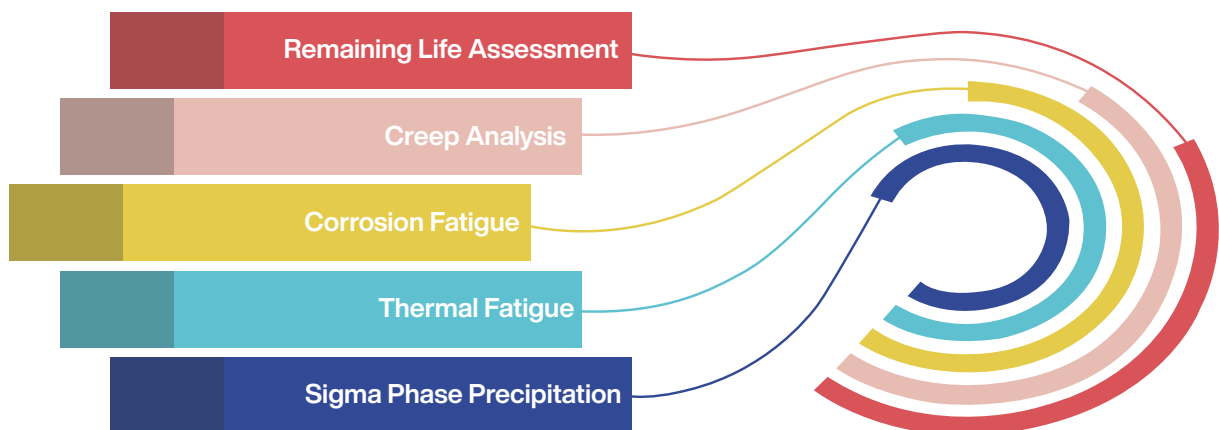 Remaining Life Assessment
Creep Analysis
Corrosion Fatigue
Thermal Fatigue
Sigma Phase Precipitation